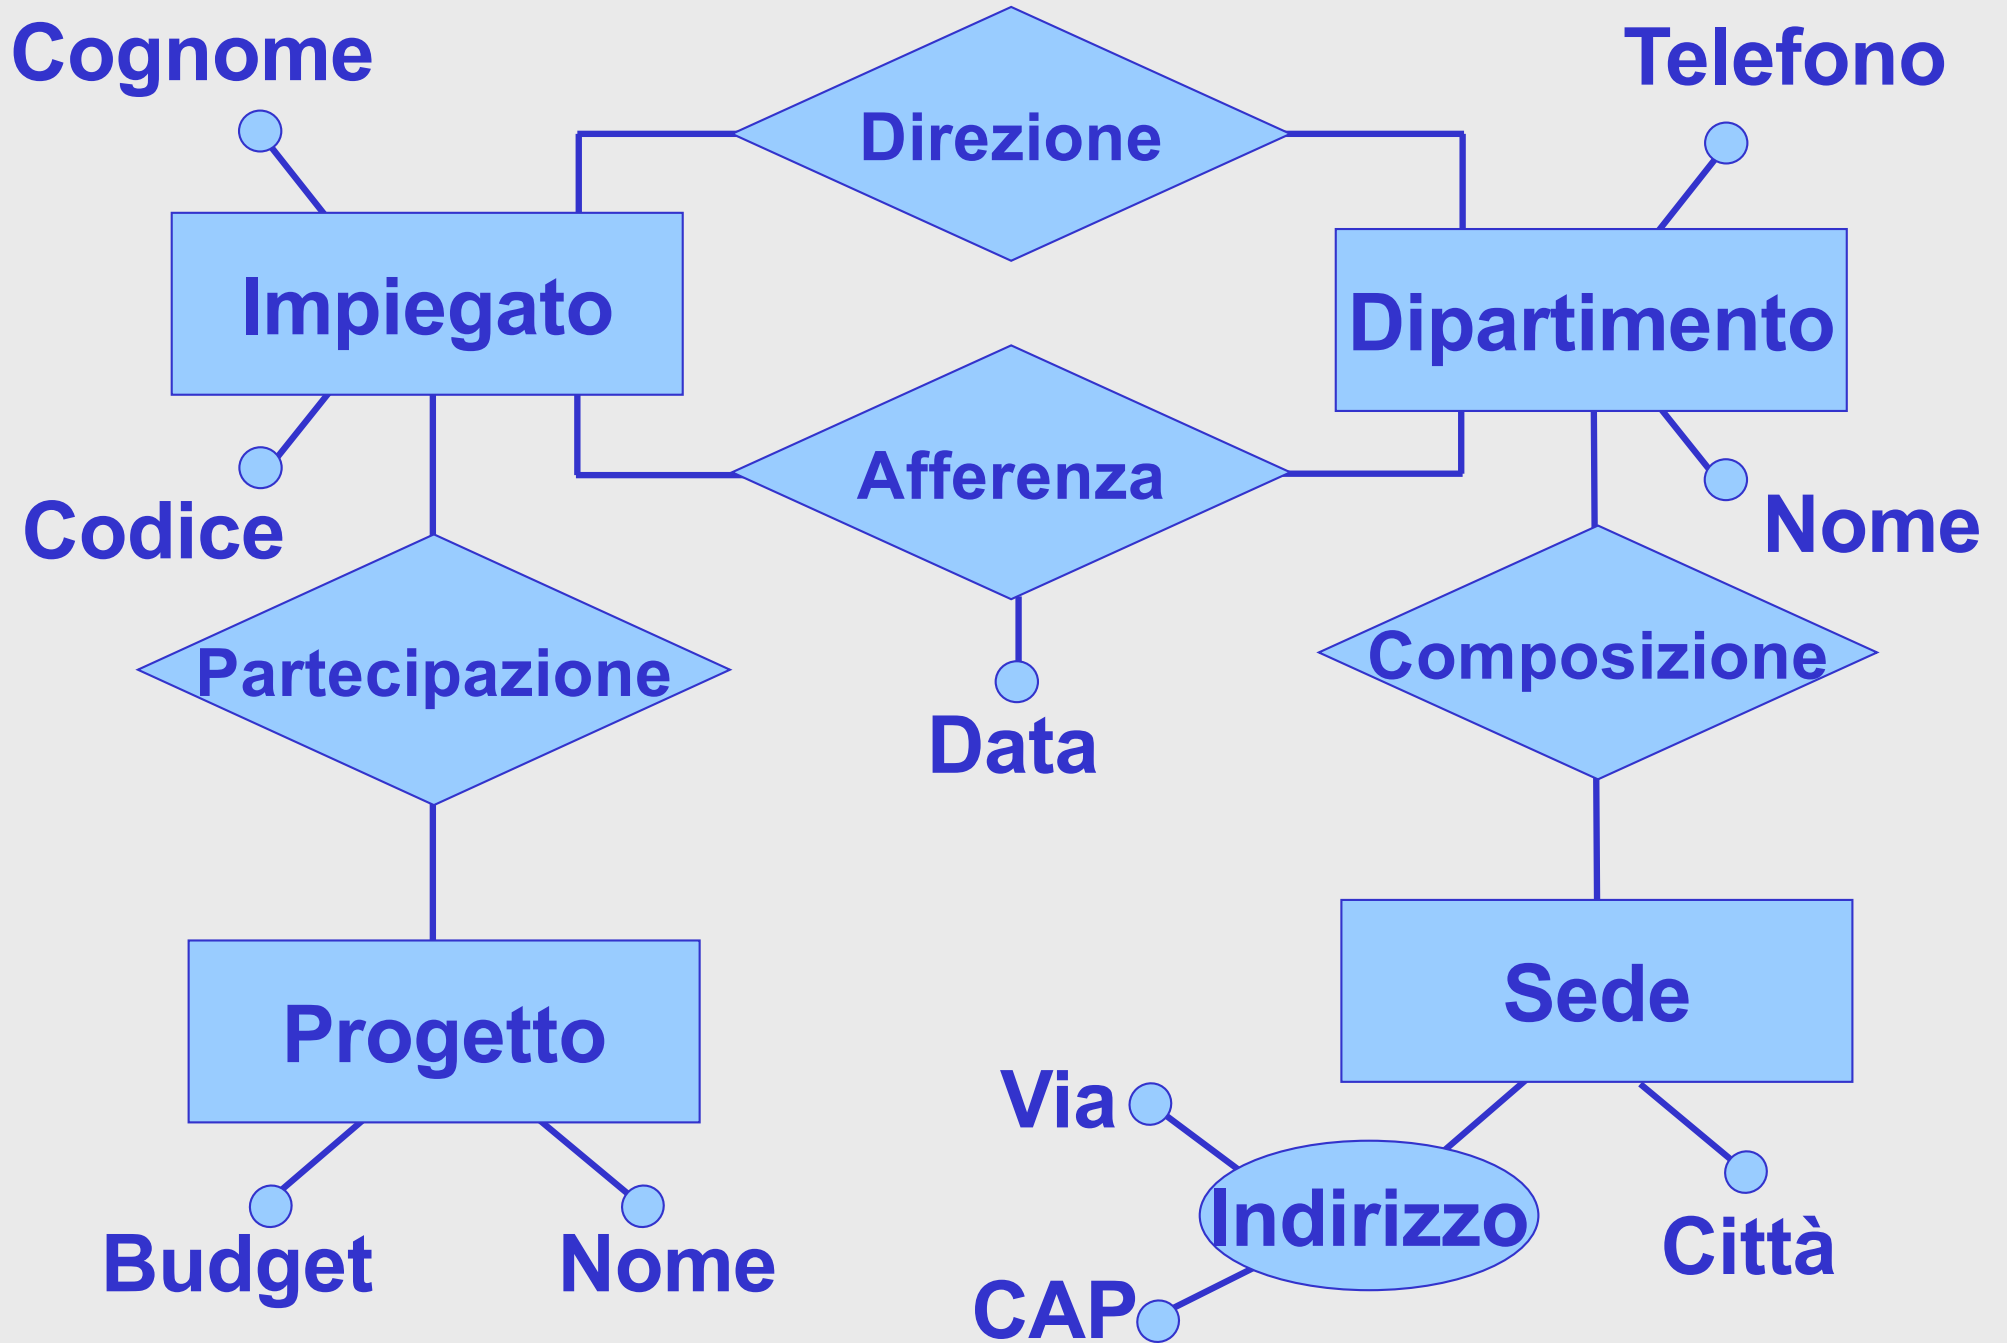 Cognome
Telefono
Direzione
Impiegato
Dipartimento
Afferenza
Codice
Nome
Partecipazione
Composizione
Data
Sede
Progetto
Via
Indirizzo
Città
Budget
Nome
CAP